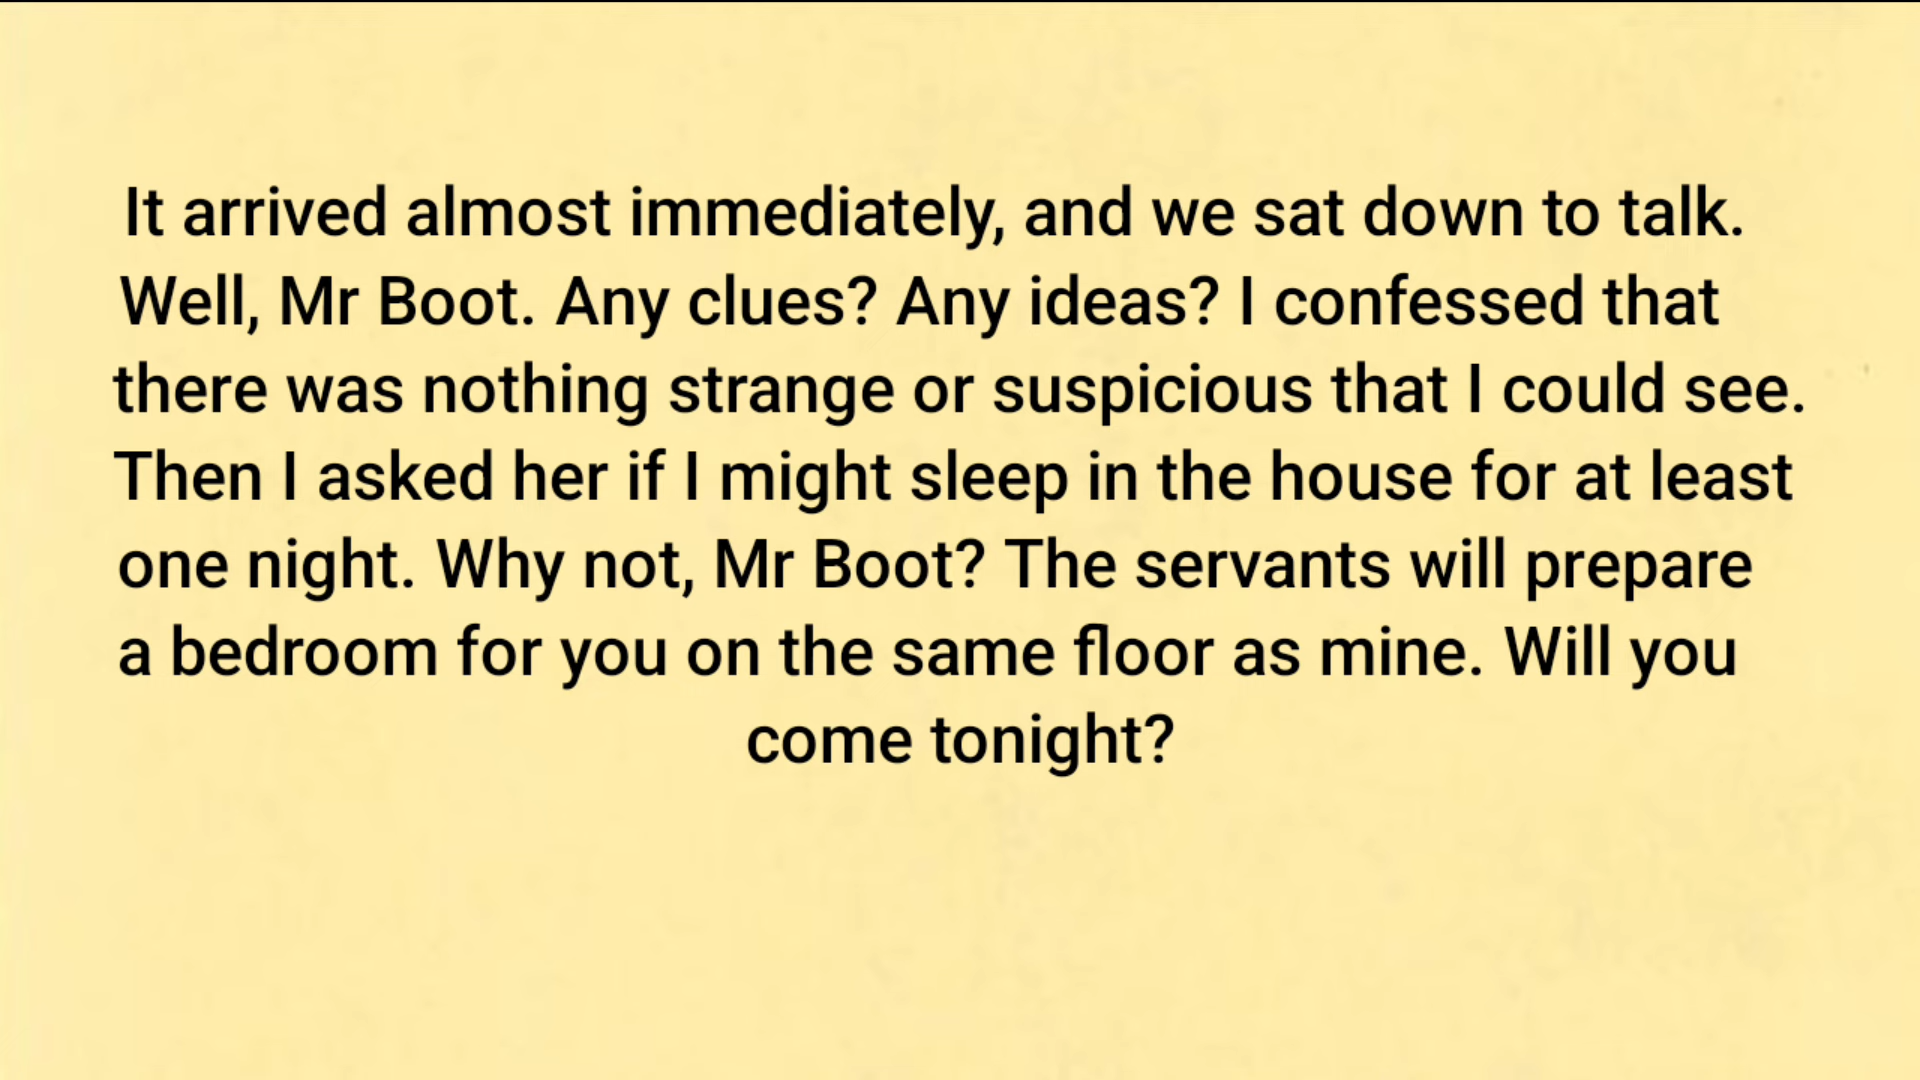 It arrived almost immediately, and we sat down to talk.
Well, Mr Boot. Any clues? Any ideas? I confessed that
there was nothing strange or suspicious that I could see.
Then I asked her if I might sleep in the house for at least
one night. Why not, Mr Boot? The servants will prepare
a bedroom for you on the same floor as mine. Will you
come tonight?